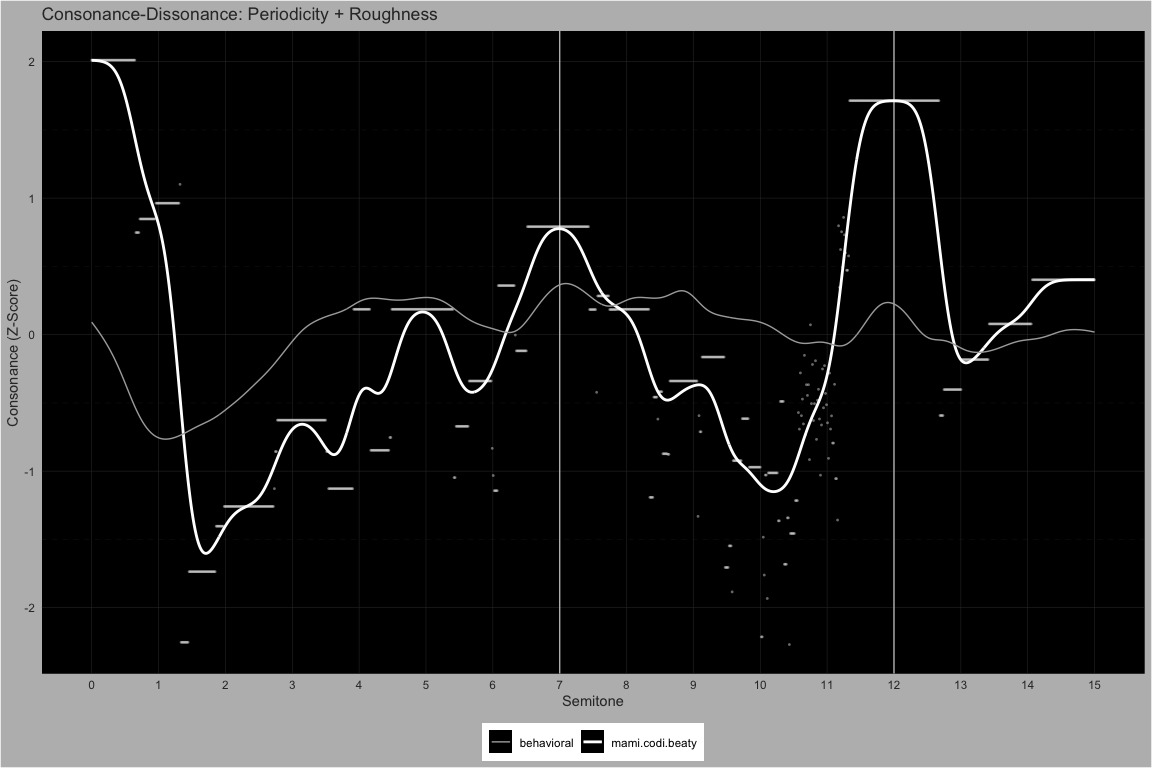 Consonance-Dissonance: Periodicity + Roughness
Consonance (Z-Score)
2
1
0
-1
-2
0 1 2 3 4 5 6 7 8 9 10 11 12 13 14 15
Semitone
behavioral mami.codi.beaty